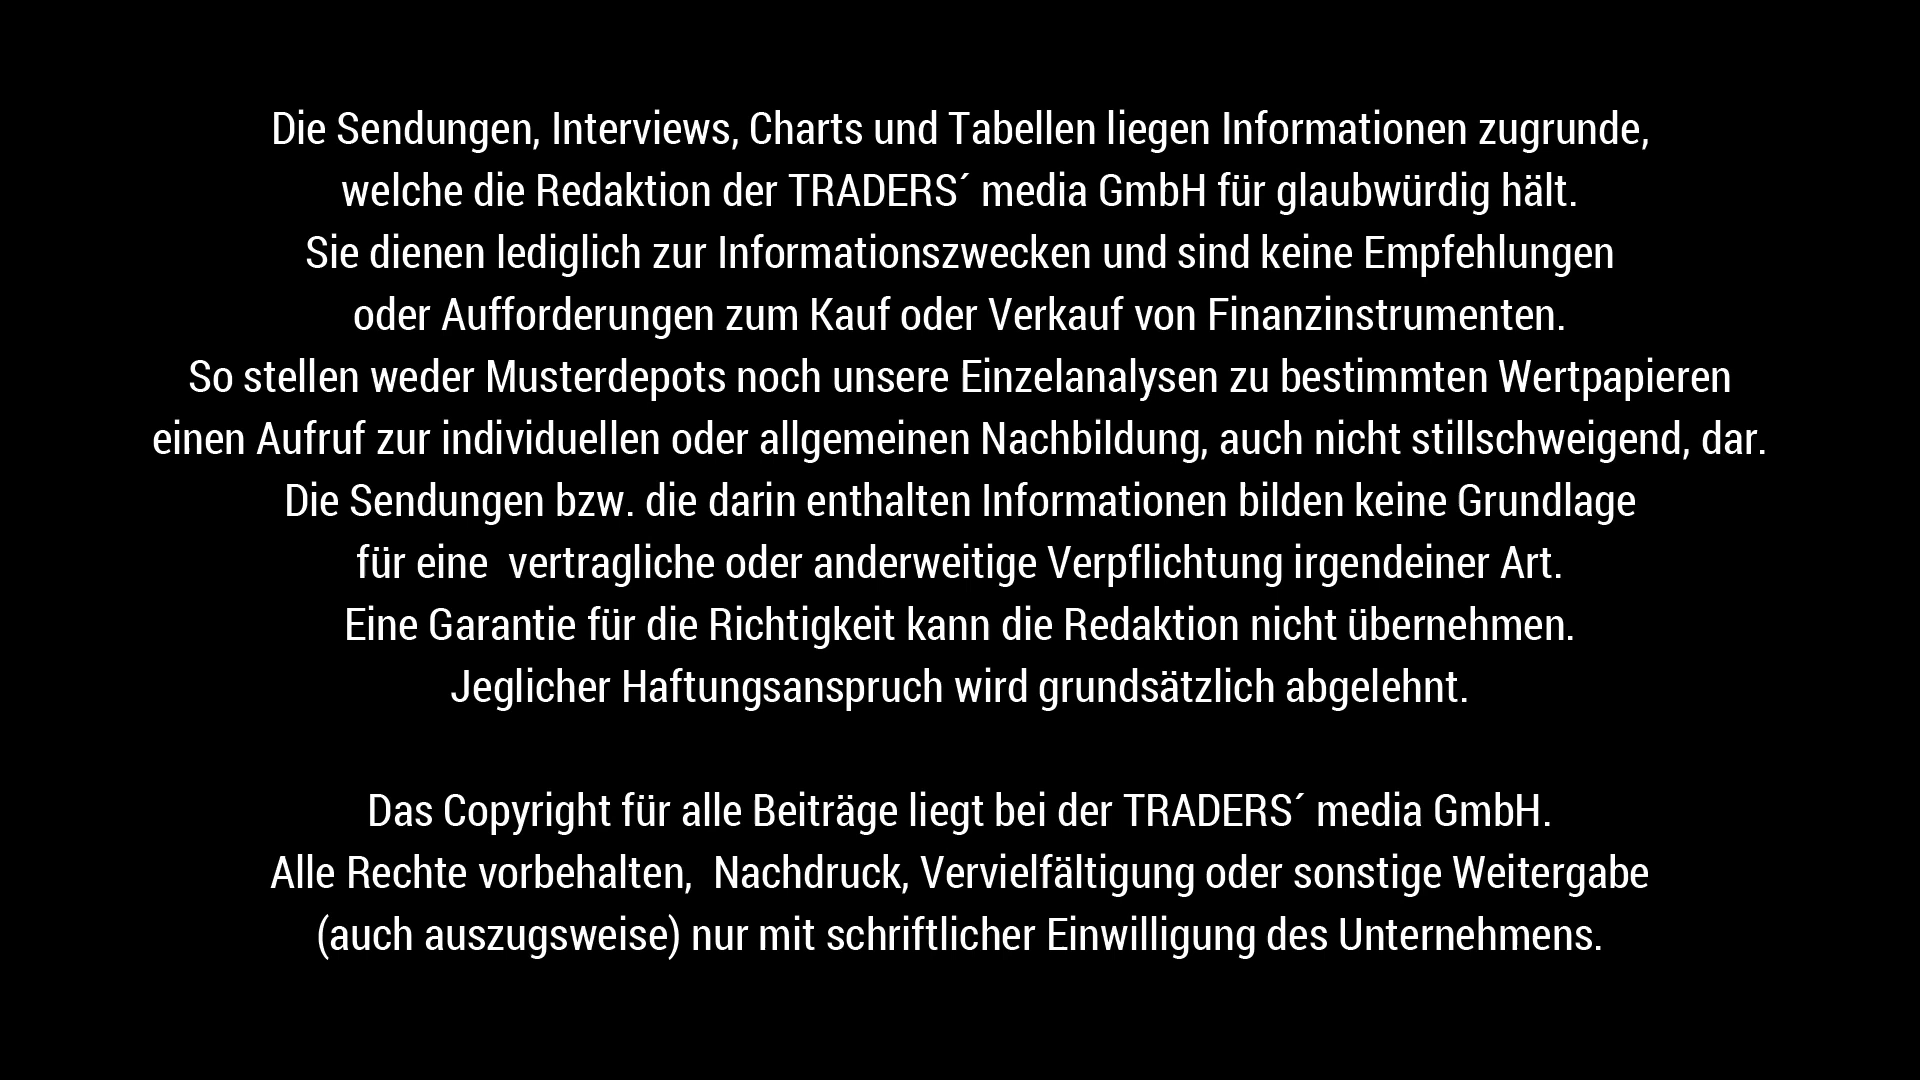 Die Sendungen, Interviews, Charts und Tabellen liegen Informationen zugrunde,
welche die Redaktion der TRADERS´ media GmbH für glaubwürdig hält.
Sie dienen lediglich zur Informationszwecken und sind keine Empfehlungen
oder Aufforderungen zum Kauf oder Verkauf von Finanzinstrumenten.
So stellen weder Musterdepots noch unsere Einzelanalysen zu bestimmten Wertpapieren
einen Aufruf zur individuellen oder allgemeinen Nachbildung, auch nicht stillschweigend, dar.
Die Sendungen bzw. die darin enthalten Informationen bilden keine Grundlage
für eine  vertragliche oder anderweitige Verpflichtung irgendeiner Art.
Eine Garantie für die Richtigkeit kann die Redaktion nicht übernehmen.
Jeglicher Haftungsanspruch wird grundsätzlich abgelehnt.
Das Copyright für alle Beiträge liegt bei der TRADERS´ media GmbH.
Alle Rechte vorbehalten,  Nachdruck, Vervielfältigung oder sonstige Weitergabe
(auch auszugsweise) nur mit schriftlicher Einwilligung des Unternehmens.